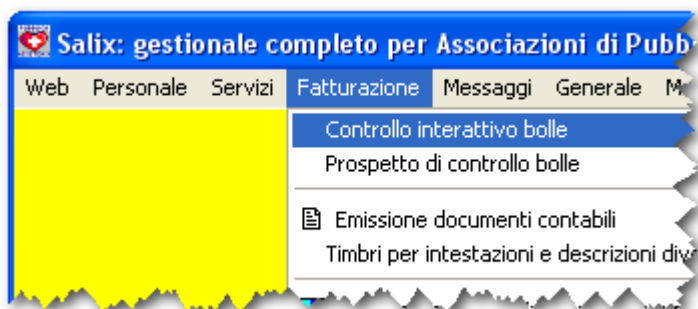 Salix: gestionale completo per Associazioni di Pubb
Web Personale Servizi Fatturazione Messaggi Generale M
Controllo interattivo bolle
Prospetto di controllo bolle
Emissione documenti contabili
Timbri per intestazioni e descrizioni div